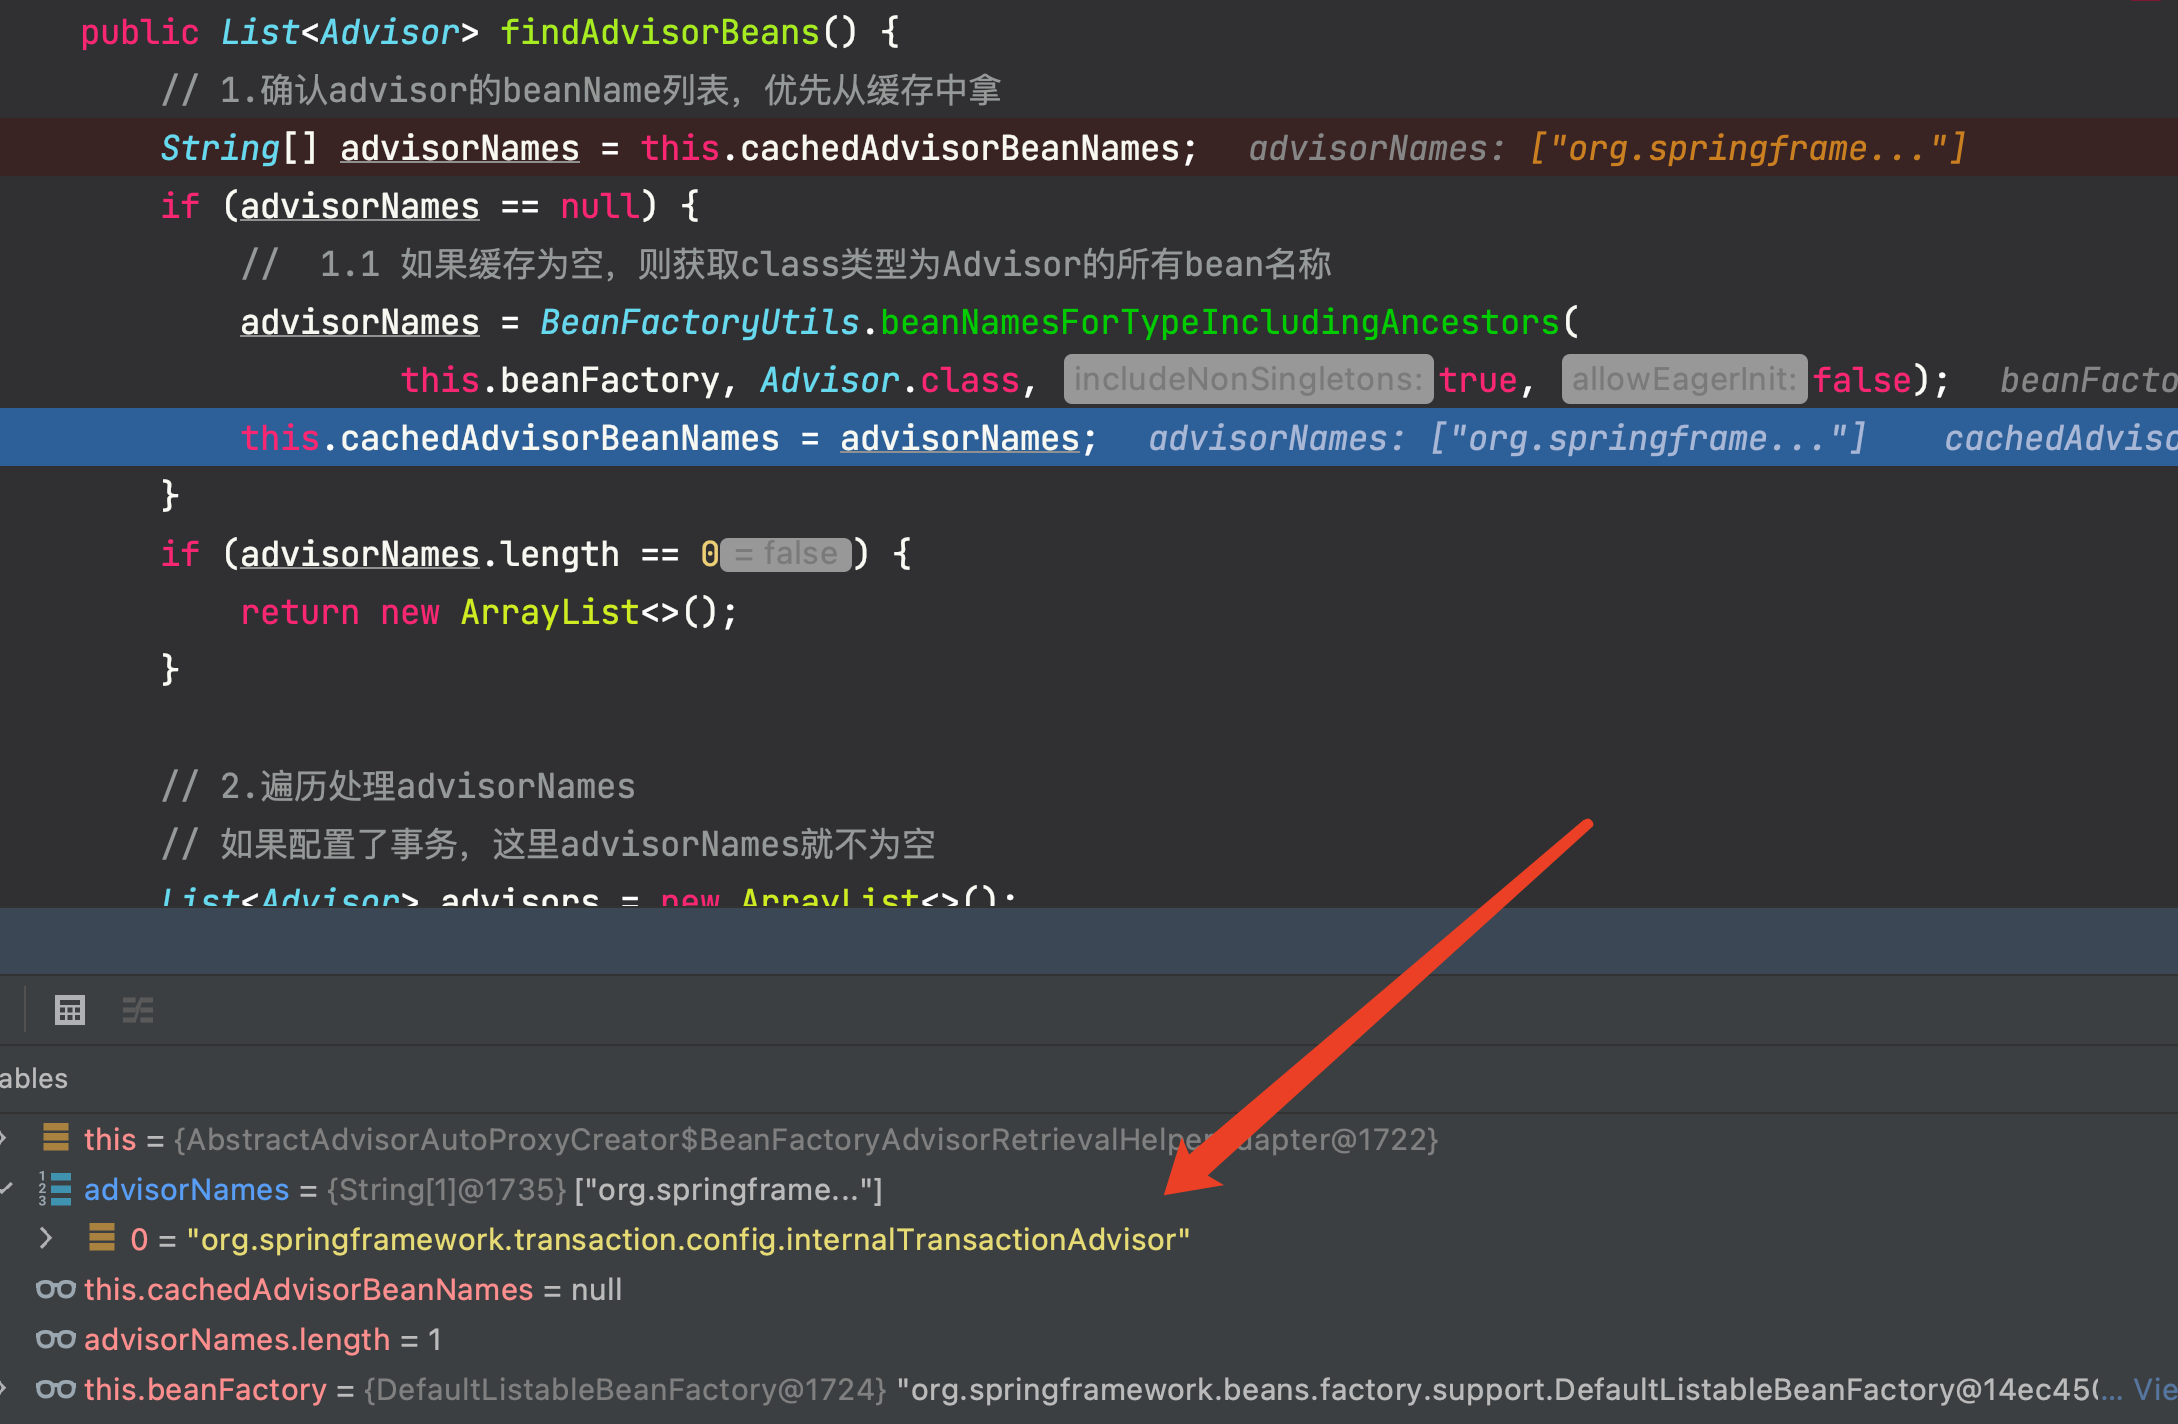 public List<Advisor> findAdvisorBeans() {
// 1.确认advisor的beanName列表，优先从缓存中拿
String[] advisorNames = this.cachedAdvisorBeanNames; advisorNames: ["org.springframe..."]
if (advisorNames == null) {
// 1.1 如果缓存为空，则获取class类型为Advisor的所有bean名称
advisorNames = BeanFactoryUtils.beanNamesForTypeIncludingAncestors(
this.beanFactory, Advisor.class, includeNonSingletons: true, allowEagerInit: false); beanFacto
this.cachedAdvisorBeanNames = advisorNames; advisorNames: ["org.springframe..."] cachedAdviso
}
if (advisorNames.length == 0 = false ) {
return new ArrayList<>();
}
// 2.遍历处理advisorNames
// 如果配置了事务，这里advisorNames就不为空
List<Advisor> advisors = new ArrayList<>();
ables
this = {AbstractAdvisorAutoProxyCreator$BeanFactoryAdvisorRetrievalHelperAdapter@1722}
advisorNames = {String[1]@1735} ["org.springframe..."]
0 = "org.springframework.transaction.config.internalTransactionAdvisor"
this.cachedAdvisorBeanNames = null
advisorNames.length = 1
this.beanFactory = {DefaultListableBeanFactory@1724} "org.springframework.beans.factory.support.DefaultListableBeanFactory@14ec45(... Vie